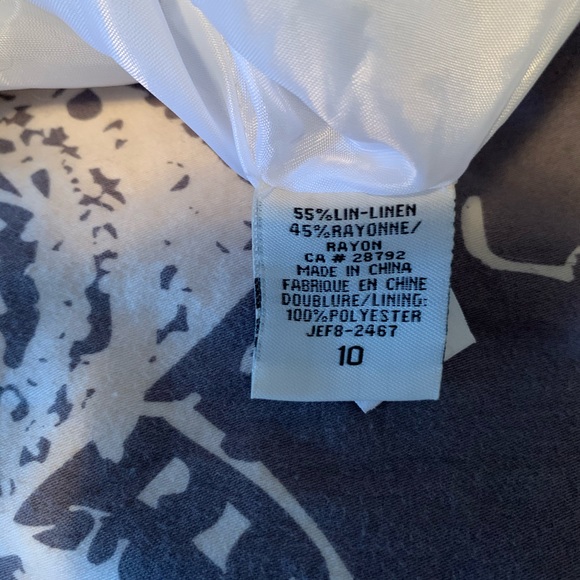 55%LIN-LINEN
45%RAYONNE/
RAYON
CA # 28792
MADE IN CHINA
FABRIQUE EN CHINE
DOUBLURE/LINING:
100%POLYESTER
JEF8-2467
10